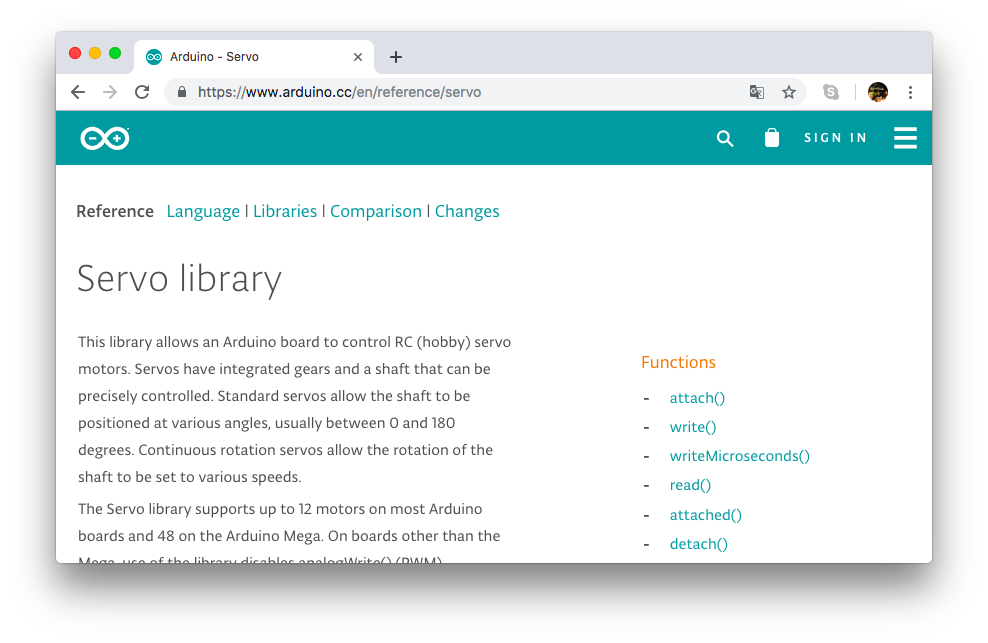 Arduino - Servo
https://www.arduino.cc/en/reference/servo
SIGN IN
Reference Language | Libraries | Comparison | Changes
Servo library
This library allows an Arduino board to control RC (hobby) servo
motors. Servos have integrated gears and a shaft that can be
precisely controlled. Standard servos allow the shaft to be
positioned at various angles, usually between 0 and 180
degrees. Continuous rotation servos allow the rotation of the
shaft to be set to various speeds.
The Servo library supports up to 12 motors on most Arduino
boards and 48 on the Arduino Mega. On boards other than the
Mega, use of the library disables analogWrite() (PWM)
Functions
- attach()
- write()
- writeMicroseconds()
- read()
- attached()
- detach()